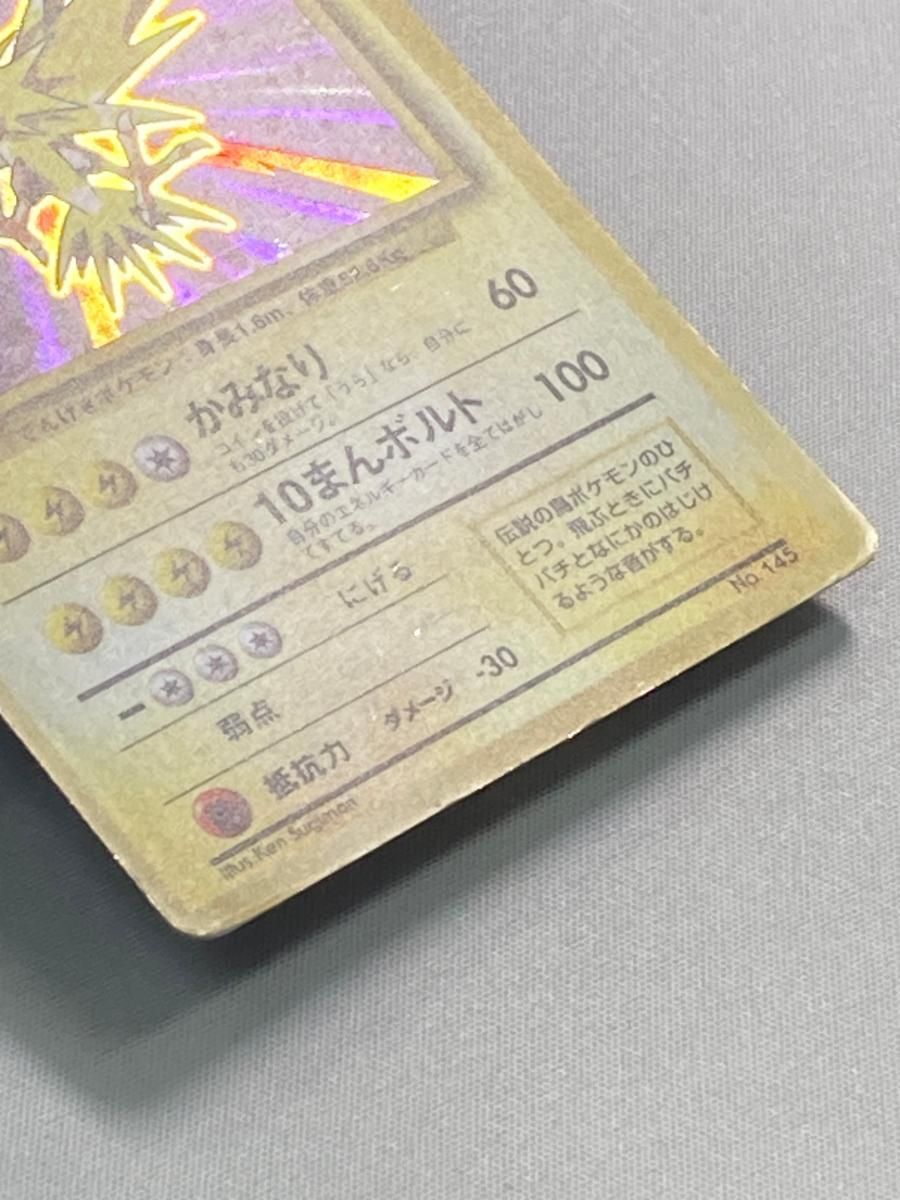 でんげきポケモン 身長1.6m、体重52.6Kg
かみなり 60
コインを投げて「うら」なら、自分に
も30ダメージ。
10まんボルト 100
自分のエネルギーカードを全てはがし
てすてる。
にげる
弱点
抵抗力 ダメージ -30
伝説の鳥ポケモンのひ
とつ。飛ぶときにパチ
パチとなにかのはじけ
るような音がする。
Illus.Ken Sugimori
No.145